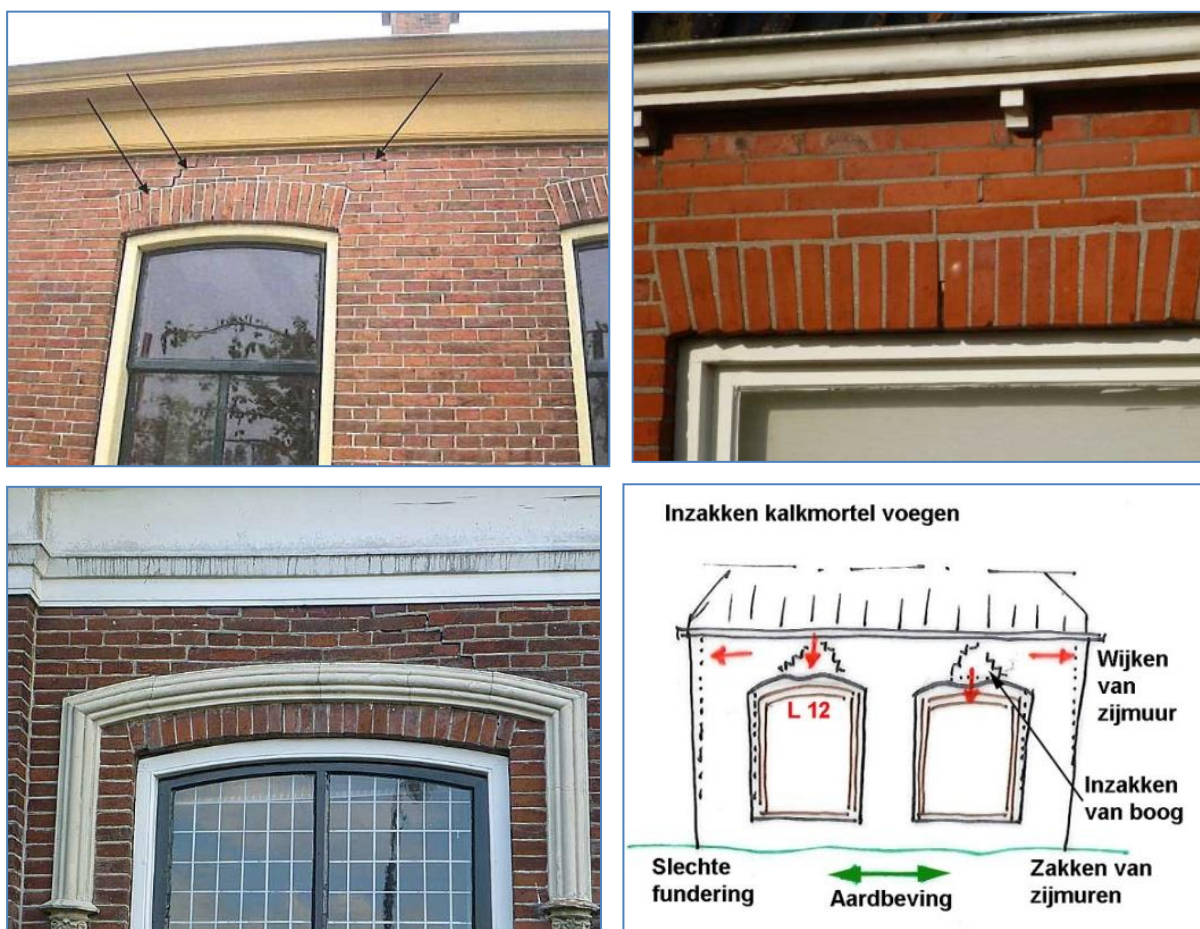 Inzakken kalkmortel voegen
Wijken
van
zijmuur
L 12
Inzakken
van boog
Slechte
fundering
Aardbeving
Zakken van
zijmuren